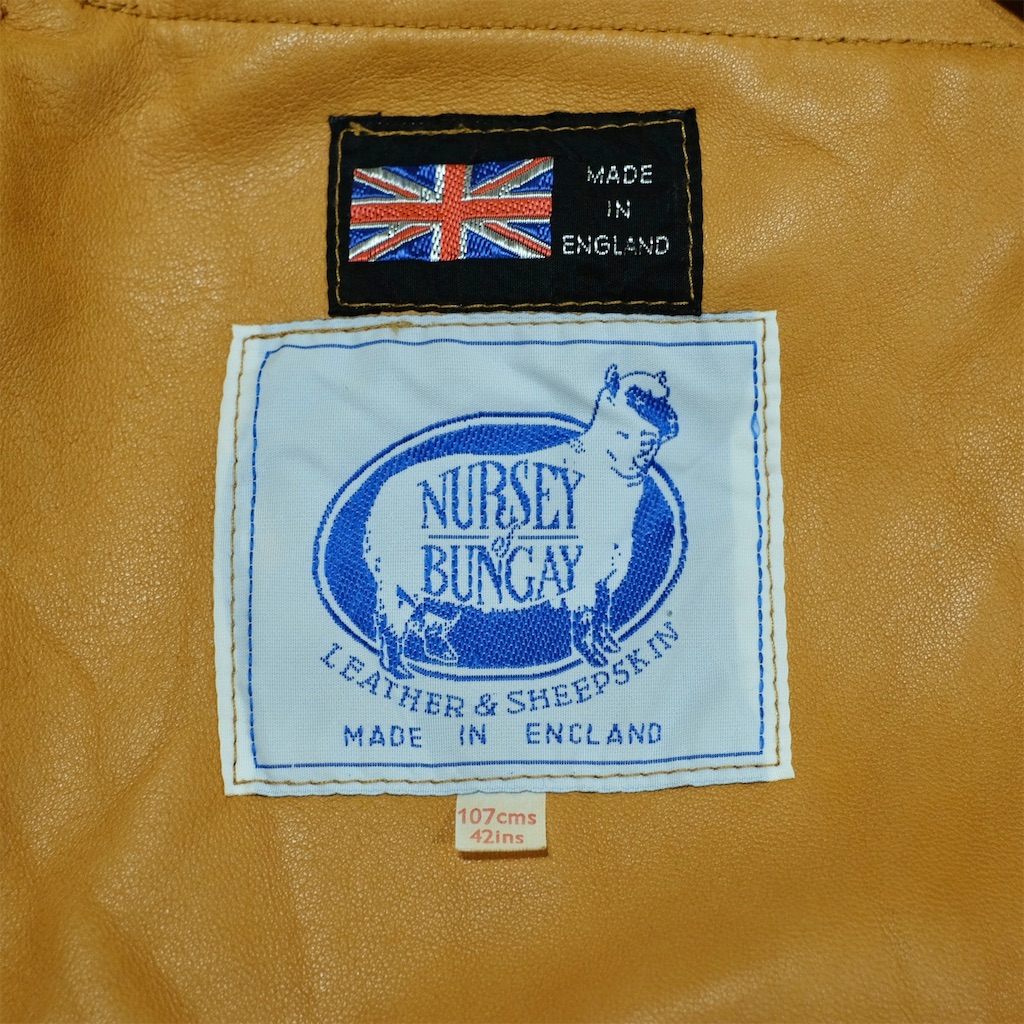 MADE
IN
ENGLAND
NURSEY
of
BUNGAY
LEATHER & SHEEPSKIN
MADE IN ENGLAND
107cms
42ins